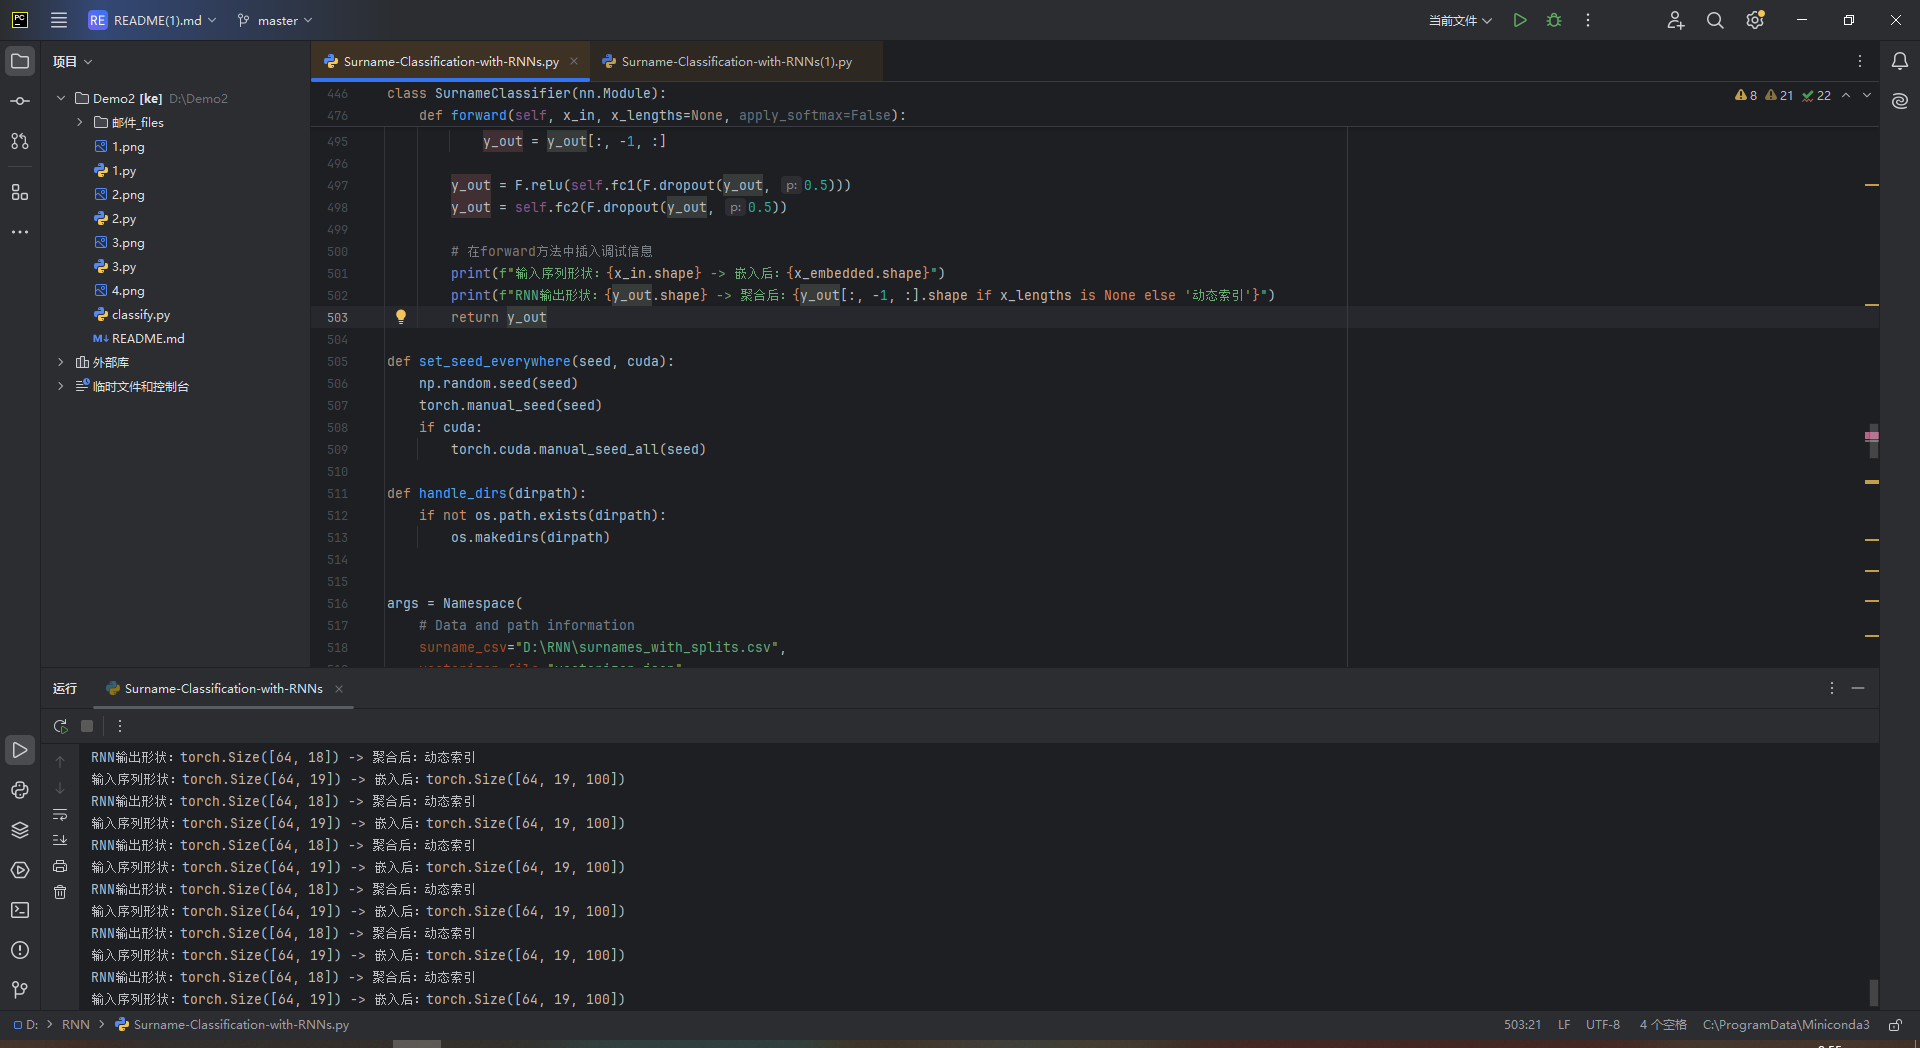 PC
RE README(1).md master 当前文件
项目
Surname-Classification-with-RNNs.py
Surname-Classification-with-RNNs(1).py
Demo2 [ke] D:\Demo2
邮件_files
1.png
1.py
2.png
2.py
3.png
3.py
4.png
classify.py
M↓ README.md
外部库
临时文件和控制台
8 21 22
446 class SurnameClassifier(nn.Module):
476 def forward(self, x_in, x_lengths=None, apply_softmax=False):
495 y_out = y_out[:, -1, :]
496
497 y_out = F.relu(self.fc1(F.dropout(y_out, p: 0.5)))
498 y_out = self.fc2(F.dropout(y_out, p: 0.5))
499
500 # 在forward方法中插入调试信息
501 print(f"输入序列形状: {x_in.shape} -> 嵌入后: {x_embedded.shape}")
502 print(f"RNN输出形状: {y_out.shape} -> 聚合后: {y_out[:, -1, :].shape if x_lengths is None else '动态索引'}")
503 return y_out
504
505 def set_seed_everywhere(seed, cuda):
506 np.random.seed(seed)
507 torch.manual_seed(seed)
508 if cuda:
509 torch.cuda.manual_seed_all(seed)
510
511 def handle_dirs(dirpath):
512 if not os.path.exists(dirpath):
513 os.makedirs(dirpath)
514
515
516 args = Namespace(
517 # Data and path information
518 surname_csv="D:\RNN\surnames_with_splits.csv",
运行 Surname-Classification-with-RNNs
RNN输出形状: torch.Size([64, 18]) -> 聚合后: 动态索引
输入序列形状: torch.Size([64, 19]) -> 嵌入后: torch.Size([64, 19, 100])
RNN输出形状: torch.Size([64, 18]) -> 聚合后: 动态索引
输入序列形状: torch.Size([64, 19]) -> 嵌入后: torch.Size([64, 19, 100])
RNN输出形状: torch.Size([64, 18]) -> 聚合后: 动态索引
输入序列形状: torch.Size([64, 19]) -> 嵌入后: torch.Size([64, 19, 100])
RNN输出形状: torch.Size([64, 18]) -> 聚合后: 动态索引
输入序列形状: torch.Size([64, 19]) -> 嵌入后: torch.Size([64, 19, 100])
RNN输出形状: torch.Size([64, 18]) -> 聚合后: 动态索引
输入序列形状: torch.Size([64, 19]) -> 嵌入后: torch.Size([64, 19, 100])
RNN输出形状: torch.Size([64, 18]) -> 聚合后: 动态索引
输入序列形状: torch.Size([64, 19]) -> 嵌入后: torch.Size([64, 19, 100])
D: > RNN > Surname-Classification-with-RNNs.py
503:21 LF UTF-8 4 个空格 C:\ProgramData\Miniconda3